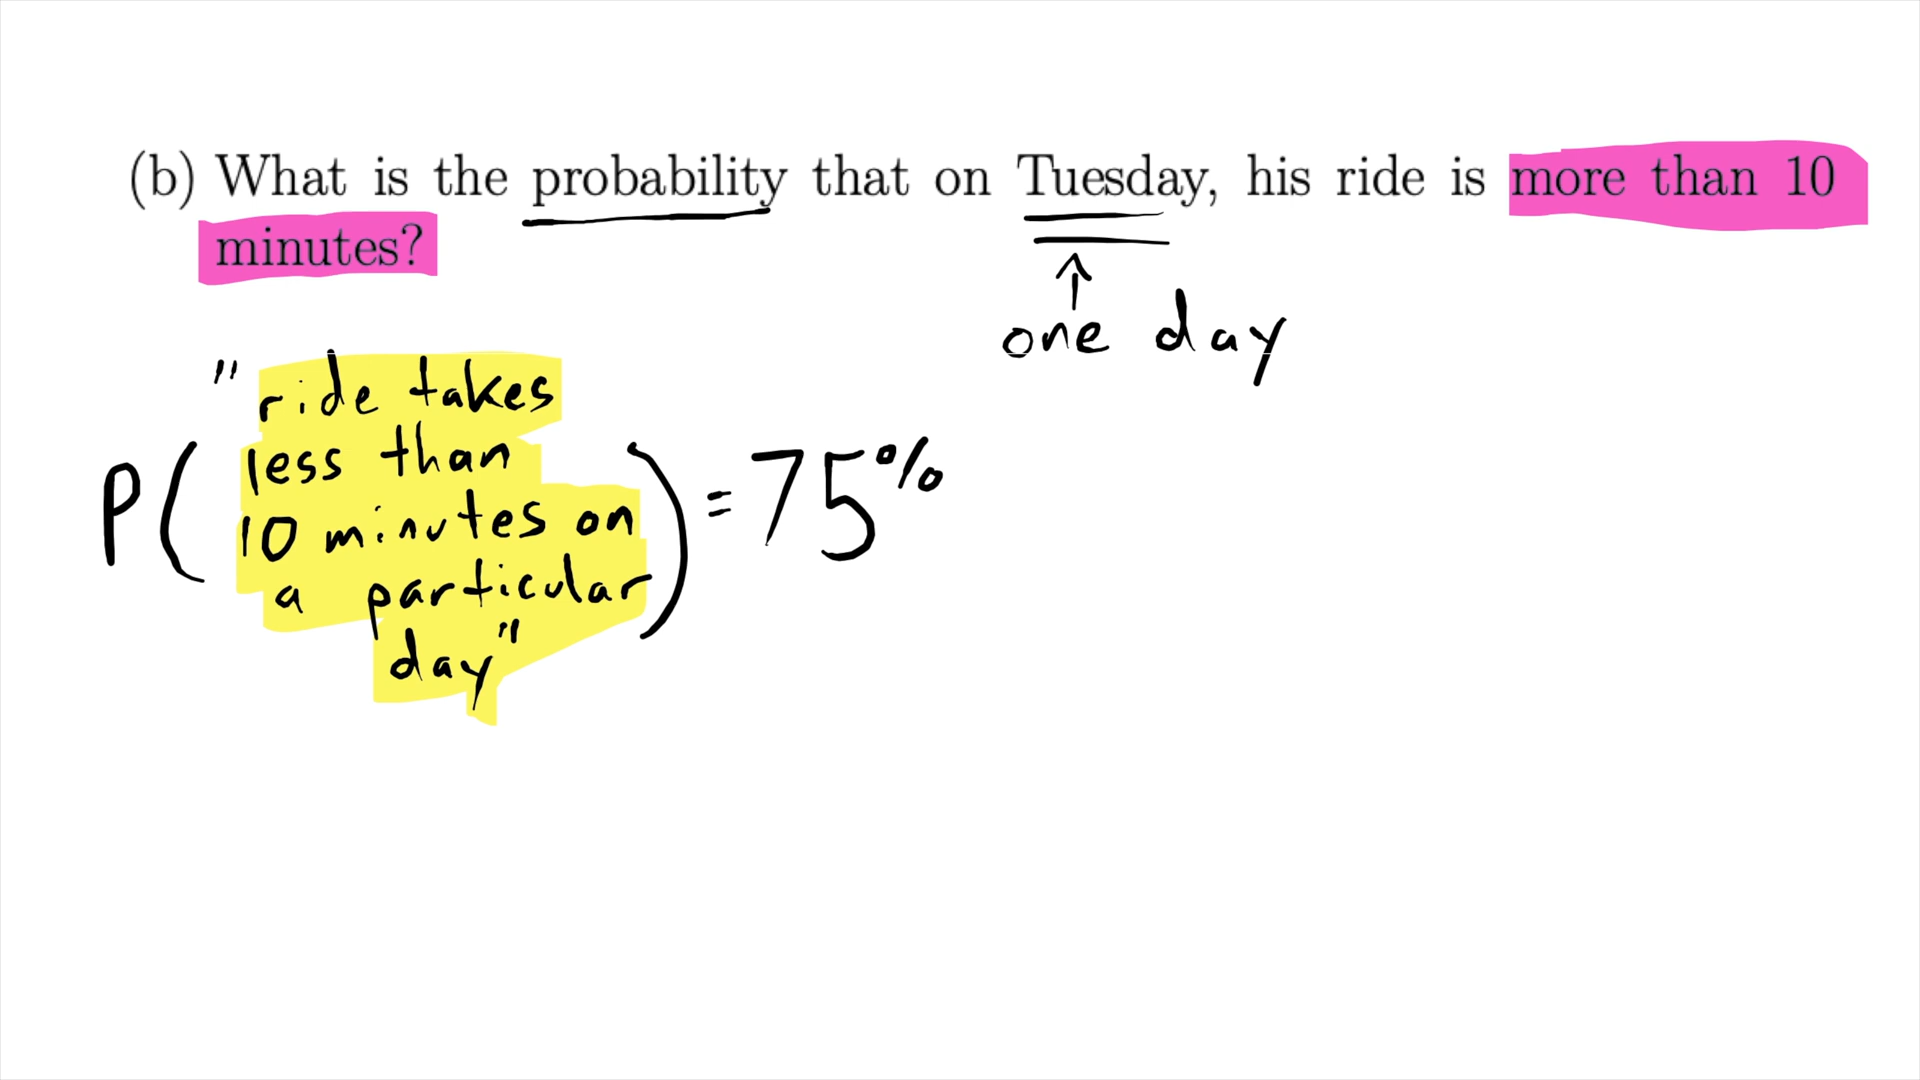 (b) What is the probability that on Tuesday, his ride is more than 10
minutes?
↑
one day
"ride takes
less than
10 minutes on
a particular
day"
P( ) = 75%